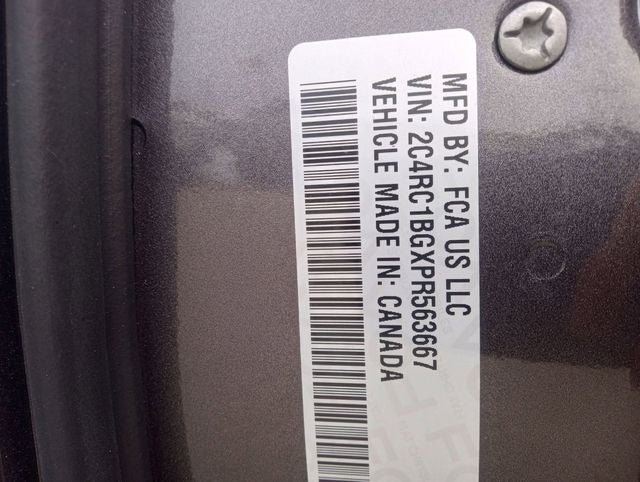 MFD BY: FCA US LLC
VIN: 2C4RC1BGXPR563667
VEHICLE MADE IN: CANADA